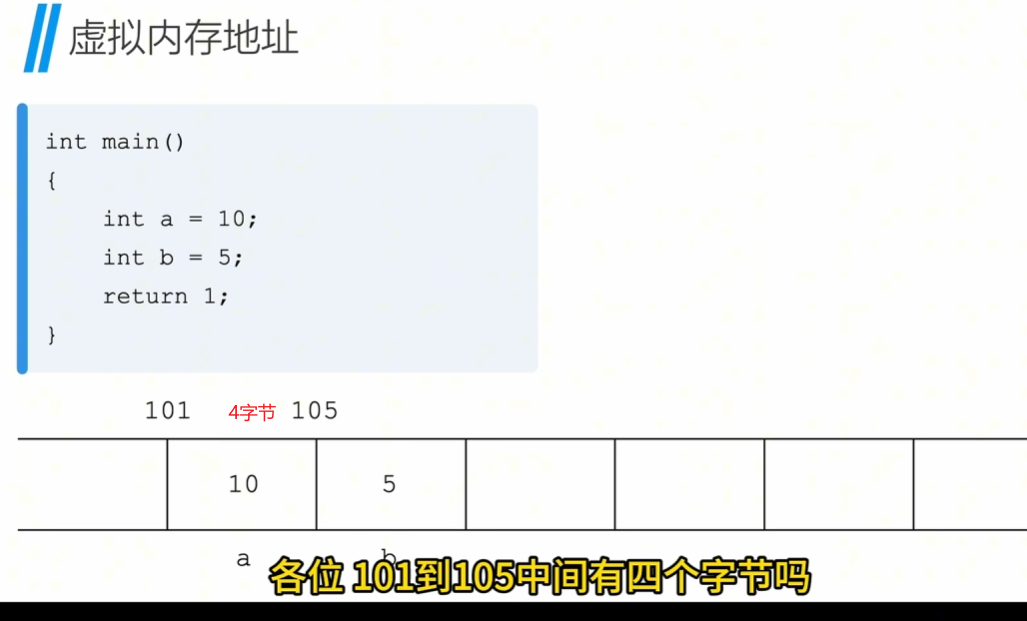 虚拟内存地址
int main()
{
int a = 10;
int b = 5;
return 1;
}
101 4字节 105
10 5
a b
各位 101到105中间有四个字节吗